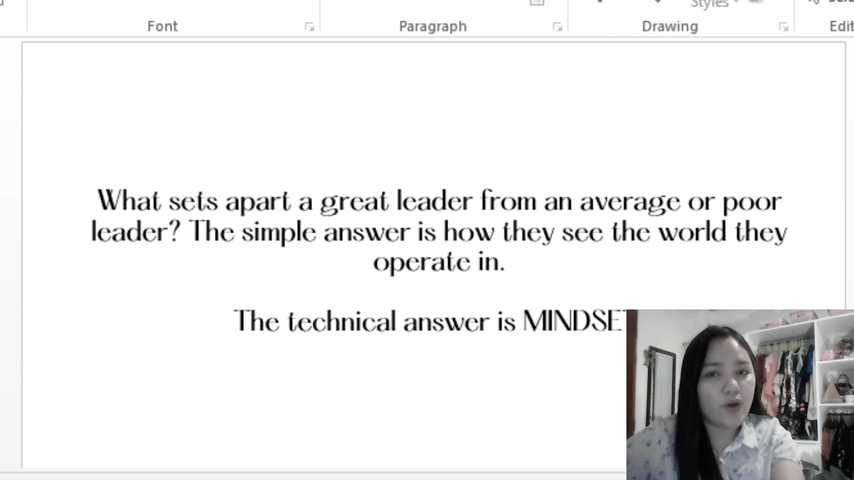 Styles
Font
Paragraph
Drawing
Edit
What sets apart a great leader from an average or poor
leader? The simple answer is how they see the world they
operate in.
The technical answer is MINDSE